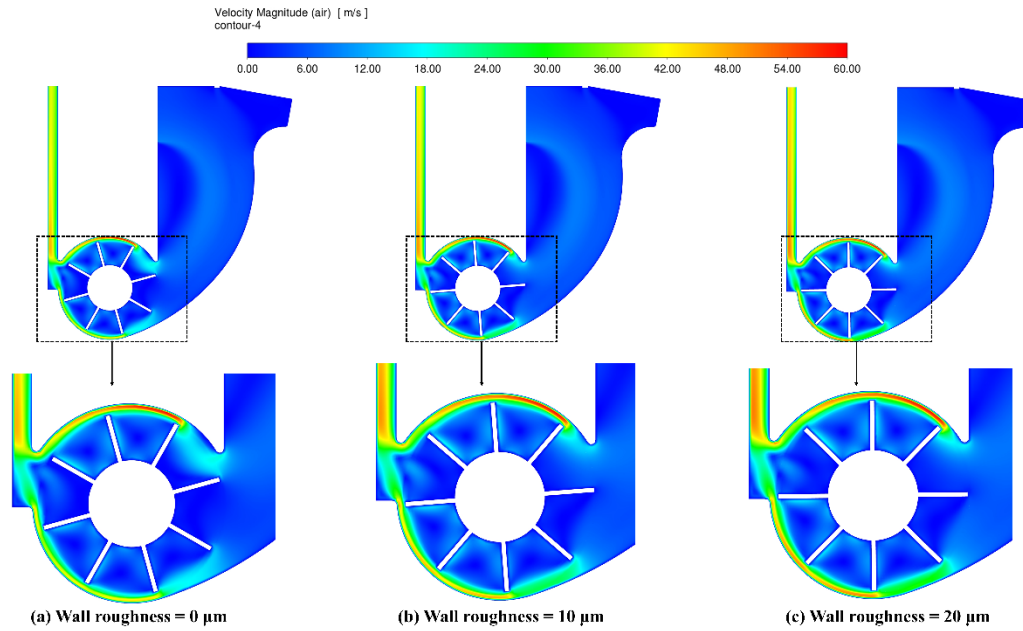 Velocity Magnitude (air) [ m/s ]
contour-4
0.00 6.00 12.00 18.00 24.00 30.00 36.00 42.00 48.00 54.00 60.00
(a) Wall roughness = 0 μm
(b) Wall roughness = 10 μm
(c) Wall roughness = 20 μm